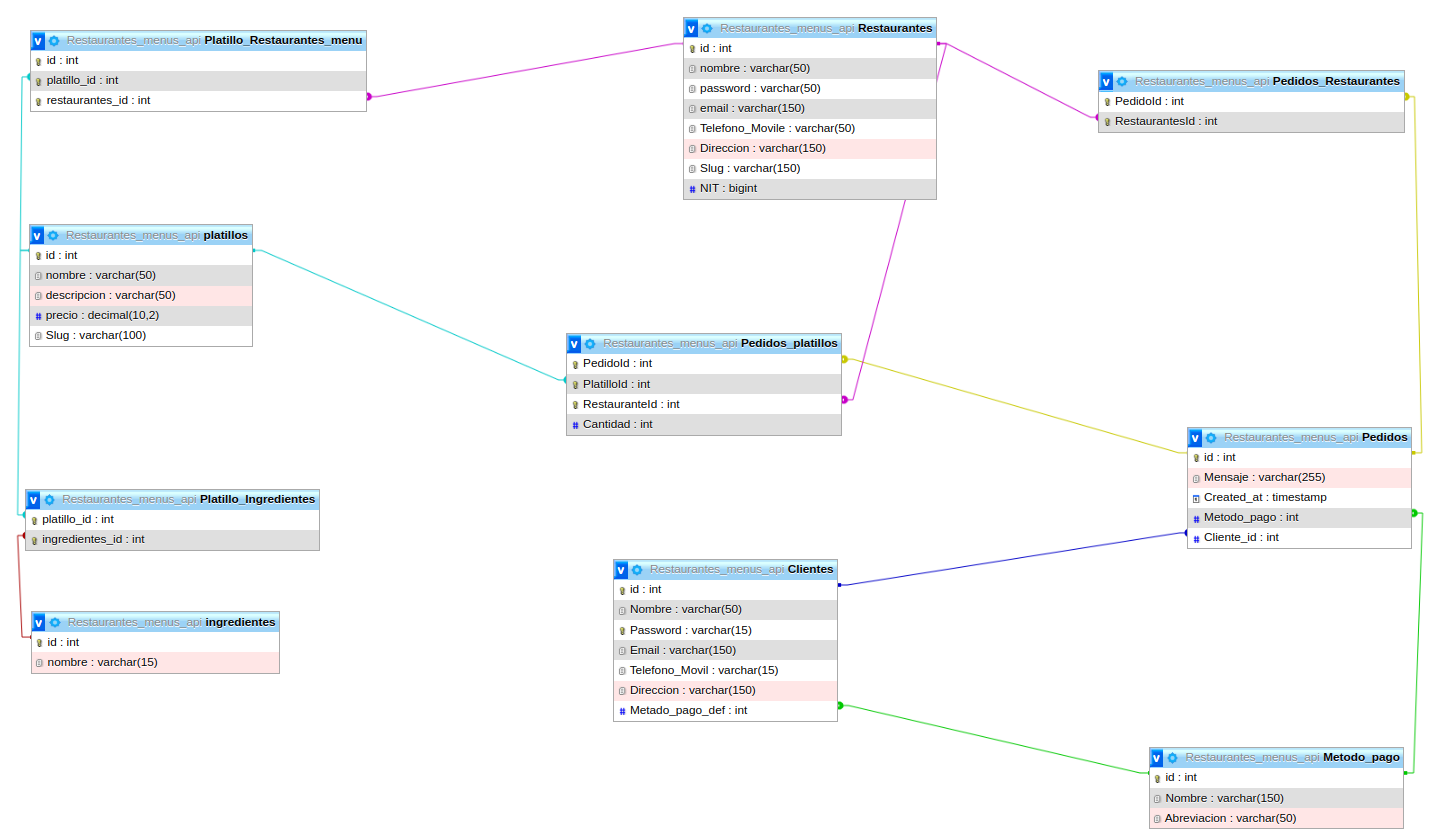 v Restaurantes_menus_api Platillo_Restaurantes_menu
id : int
platillo_id : int
restaurantes_id : int
v Restaurantes_menus_api Restaurantes
id : int
nombre : varchar(50)
password : varchar(50)
email : varchar(150)
Telefono_Movile : varchar(50)
Direccion : varchar(150)
Slug : varchar(150)
# NIT : bigint
v Restaurantes_menus_api Pedidos_Restaurantes
PedidoId : int
RestaurantesId : int
v Restaurantes_menus_api platillos
id : int
nombre : varchar(50)
descripcion : varchar(50)
# precio : decimal(10,2)
Slug : varchar(100)
v Restaurantes_menus_api Pedidos_platillos
PedidoId : int
PlatilloId : int
RestauranteId : int
# Cantidad : int
v Restaurantes_menus_api Pedidos
id : int
Mensaje : varchar(255)
Created_at : timestamp
# Metodo_pago : int
# Cliente_id : int
v Restaurantes_menus_api Platillo_Ingredientes
platillo_id : int
ingredientes_id : int
v Restaurantes_menus_api Clientes
id : int
Nombre : varchar(50)
Password : varchar(15)
Email : varchar(150)
Telefono_Movil : varchar(15)
Direccion : varchar(150)
# Metado_pago_def : int
v Restaurantes_menus_api ingredientes
id : int
nombre : varchar(15)
v Restaurantes_menus_api Metodo_pago
id : int
Nombre : varchar(150)
Abreviacion : varchar(50)